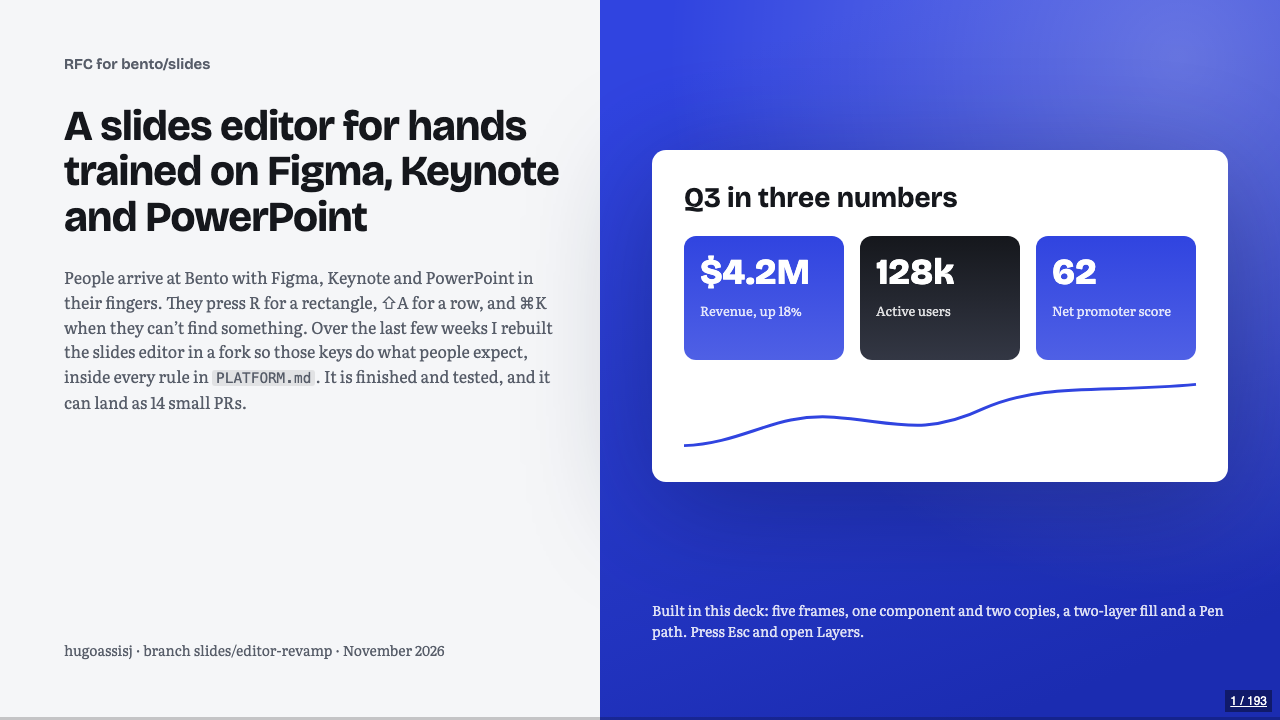 RFC for bento/slides
A slides editor for hands
trained on Figma, Keynote
and PowerPoint
People arrive at Bento with Figma, Keynote and PowerPoint in
their fingers. They press R for a rectangle, ⇧A for a row, and ⌘K
when they can’t find something. Over the last few weeks I rebuilt
the slides editor in a fork so those keys do what people expect,
inside every rule in PLATFORM.md. It is finished and tested, and it
can land as 14 small PRs.
hugoassisj · branch slides/editor-revamp · November 2026
Q3 in three numbers
$4.2M
Revenue, up 18%
128k
Active users
62
Net promoter score
Built in this deck: five frames, one component and two copies, a two-layer fill and a Pen
path. Press Esc and open Layers.
1 / 193